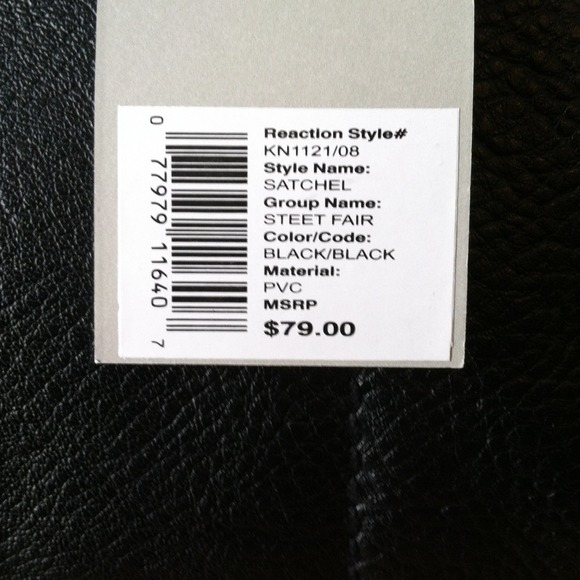 Reaction Style#
KN1121/08
Style Name:
SATCHEL
Group Name:
STEET FAIR
Color/Code:
BLACK/BLACK
Material:
PVC
MSRP
$79.00
0 77979 11640 7